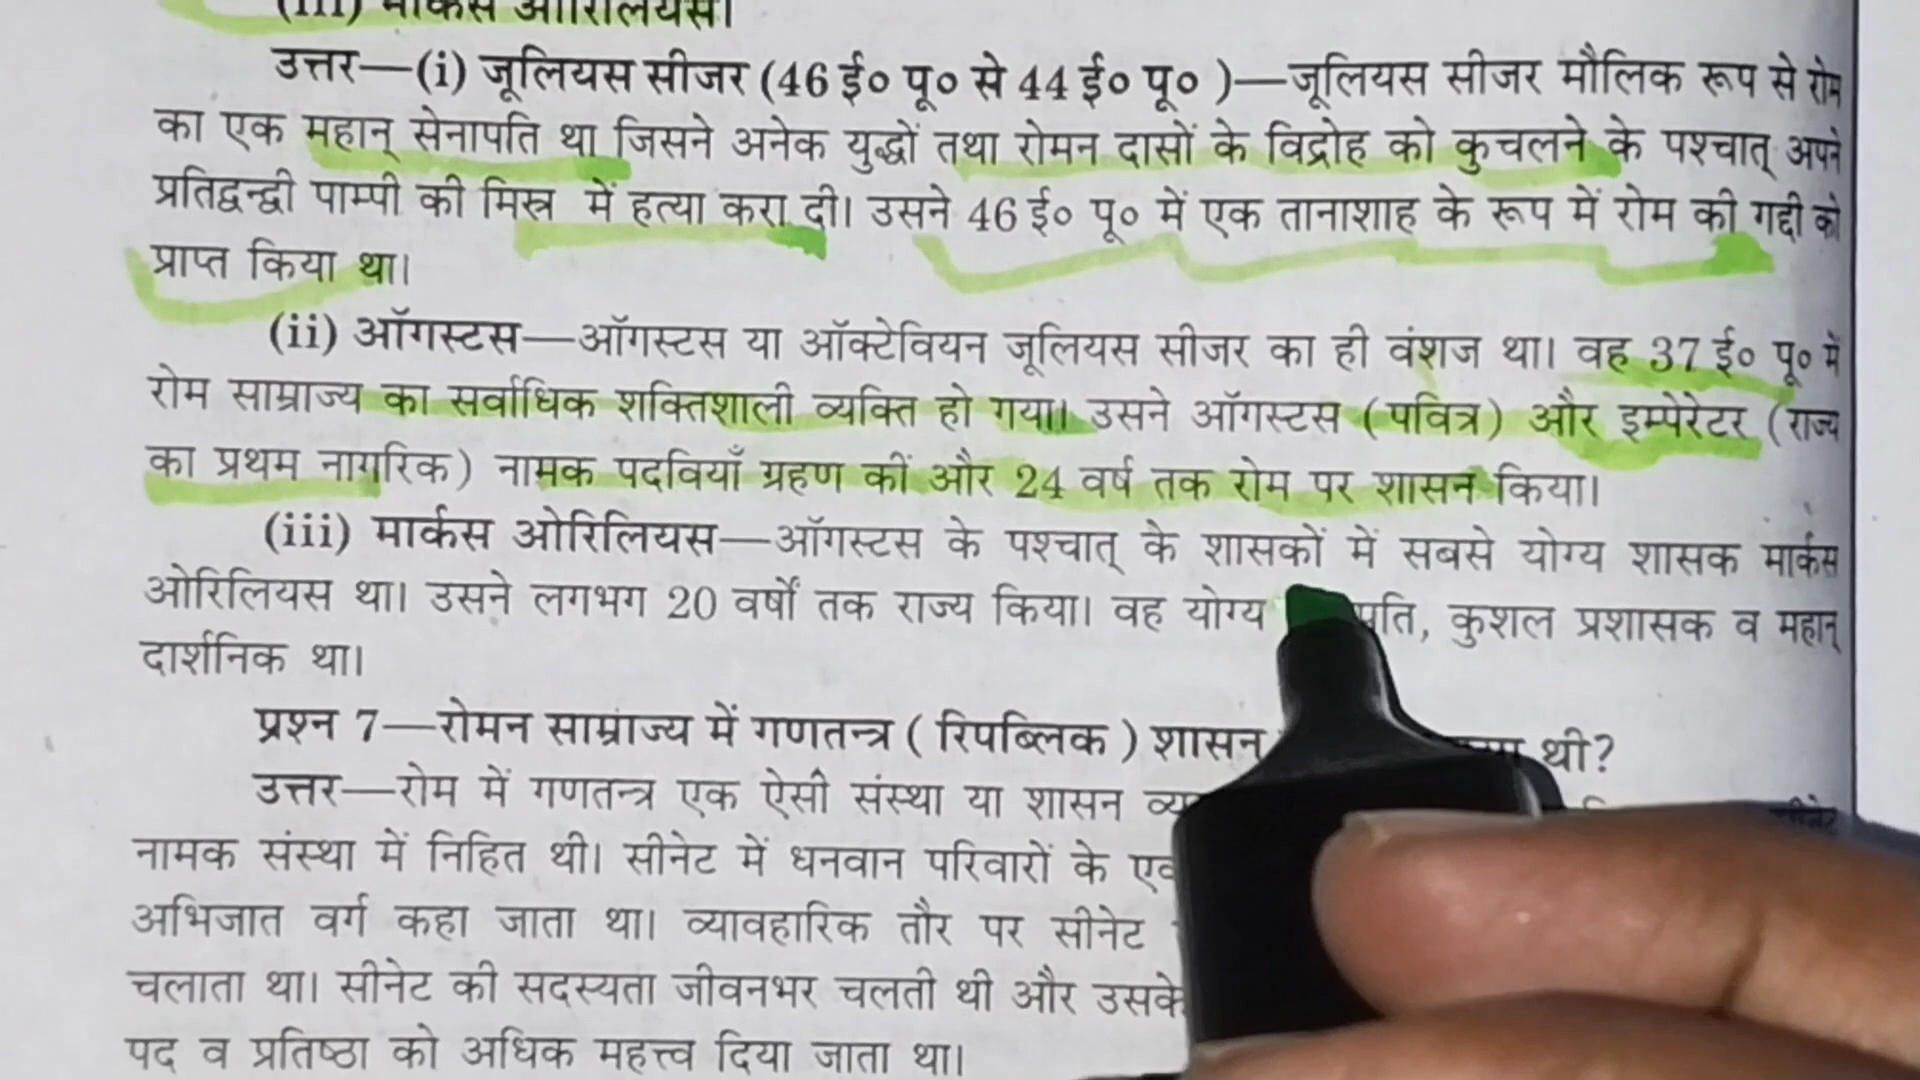 (iii) मार्कस ओरिलियस।
उत्तर—(i) जूलियस सीजर (46 ई० पू० से 44 ई० पू० )—जूलियस सीजर मौलिक रूप से रोम
का एक महान् सेनापति था जिसने अनेक युद्धों तथा रोमन दासों के विद्रोह को कुचलने के पश्चात् अपने
प्रतिद्वन्द्वी पाम्पी की मिस्र में हत्या करा दी। उसने 46 ई० पू० में एक तानाशाह के रूप में रोम की गद्दी को
प्राप्त किया था।
(ii) ऑगस्टस—ऑगस्टस या ऑक्टेवियन जूलियस सीजर का ही वंशज था। वह 37 ई० पू० में
रोम साम्राज्य का सर्वाधिक शक्तिशाली व्यक्ति हो गया। उसने ऑगस्टस (पवित्र) और इम्पेरेटर (राज्य
का प्रथम नागरिक) नामक पदवियाँ ग्रहण कीं और 24 वर्ष तक रोम पर शासन किया।
(iii) मार्कस ओरिलियस—ऑगस्टस के पश्चात् के शासकों में सबसे योग्य शासक मार्कस
ओरिलियस था। उसने लगभग 20 वर्षों तक राज्य किया। वह योग्य कुशल प्रशासक व महान्
दार्शनिक था।
प्रश्न 7—रोमन साम्राज्य में गणतन्त्र ( रिपब्लिक ) शासन थी?
उत्तर—रोम में गणतन्त्र एक ऐसी संस्था या शासन
नामक संस्था में निहित थी। सीनेट में धनवान परिवारों के
अभिजात वर्ग कहा जाता था। व्यावहारिक तौर पर सीनेट
चलाता था। सीनेट की सदस्यता जीवनभर चलती थी और उसके
पद व प्रतिष्ठा को अधिक महत्त्व दिया जाता था।